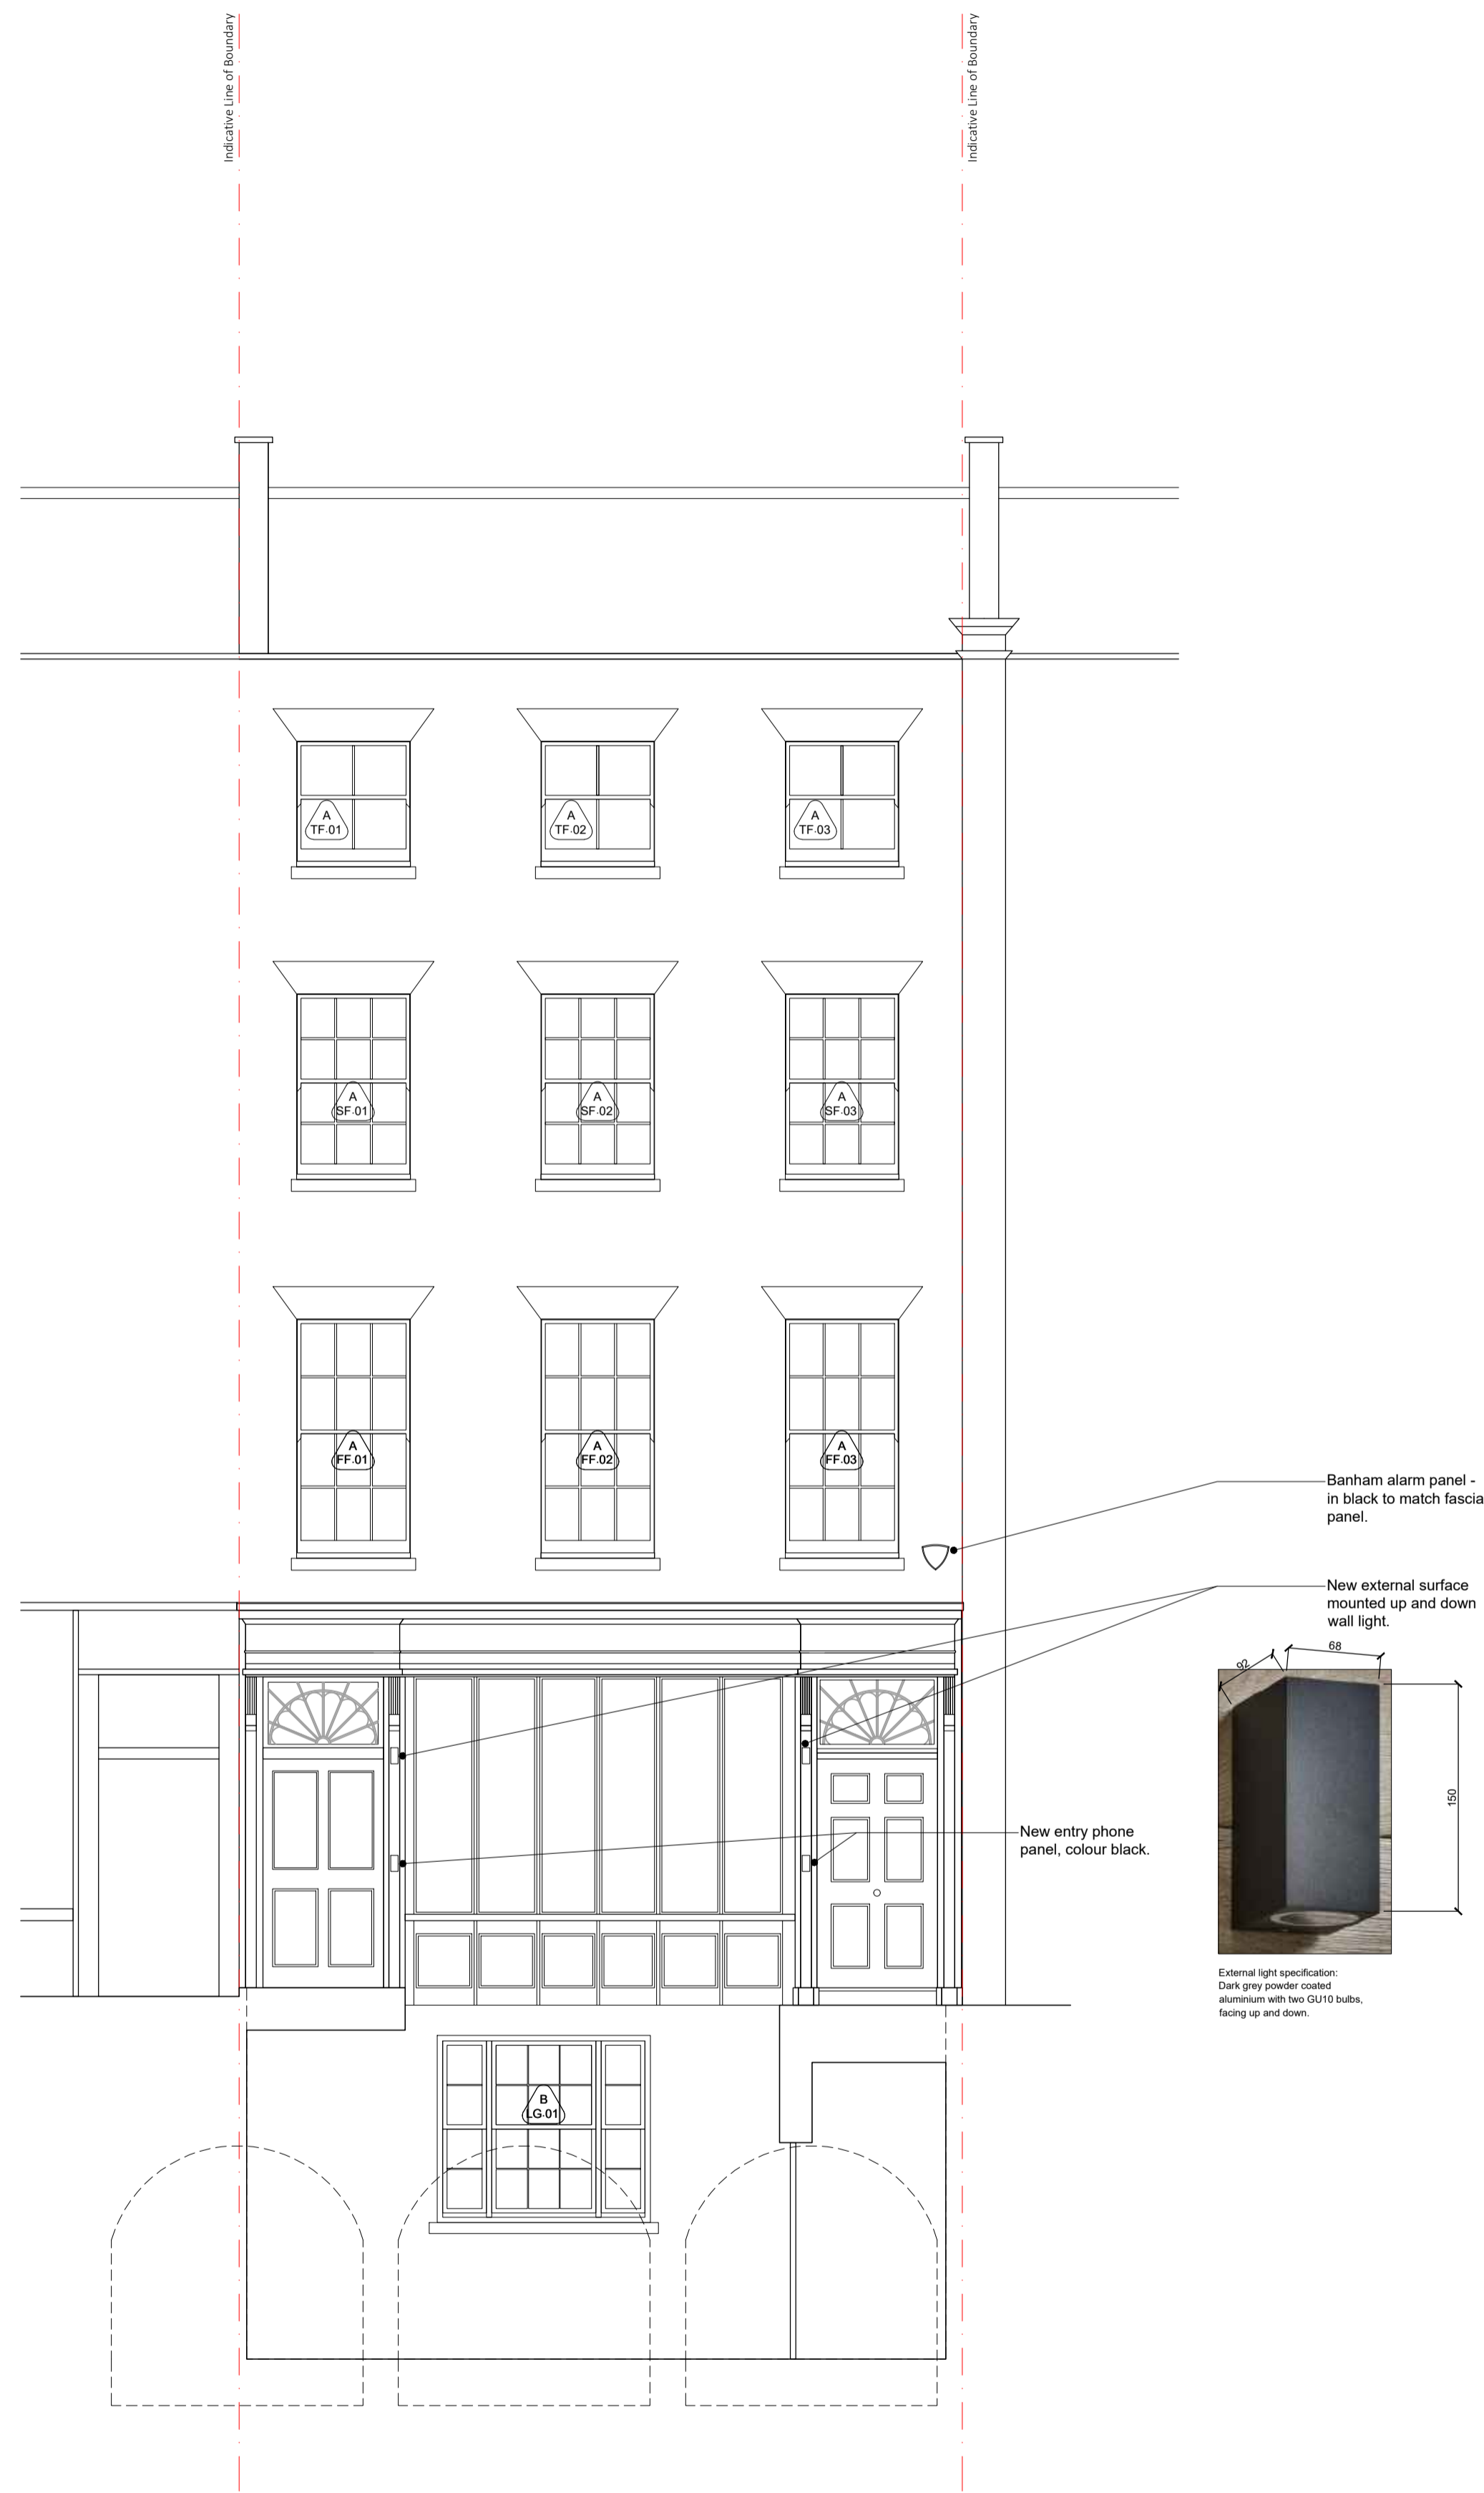 Indicative Line of Boundary
Indicative Line of Boundary
A
TF.01
A
TF.02
A
TF.03
A
SF.01
A
SF.02
A
SF.03
A
FF.01
A
FF.02
A
FF.03
Banham alarm panel -
in black to match fascia
panel.
New external surface
mounted up and down
wall light.
92
68
150
New entry phone
panel, colour black.
External light specification:
Dark grey powder coated
aluminium with two GU10 bulbs,
facing up and down.
B
LG.01